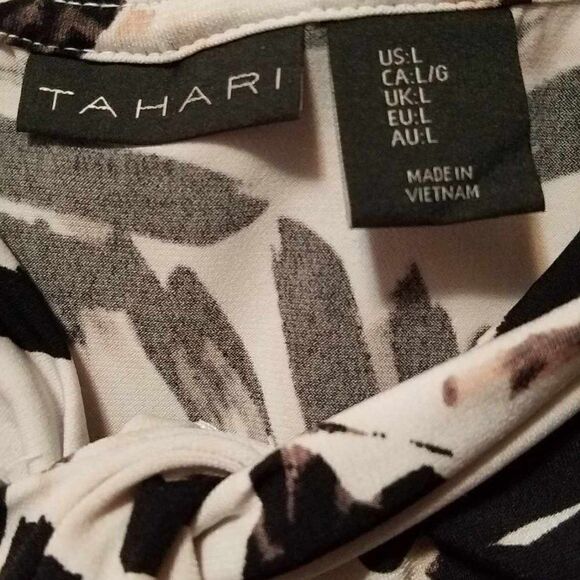 TAHARI
US:L
CA:L/G
UK:L
EU:L
AU:L
MADE IN
VIETNAM